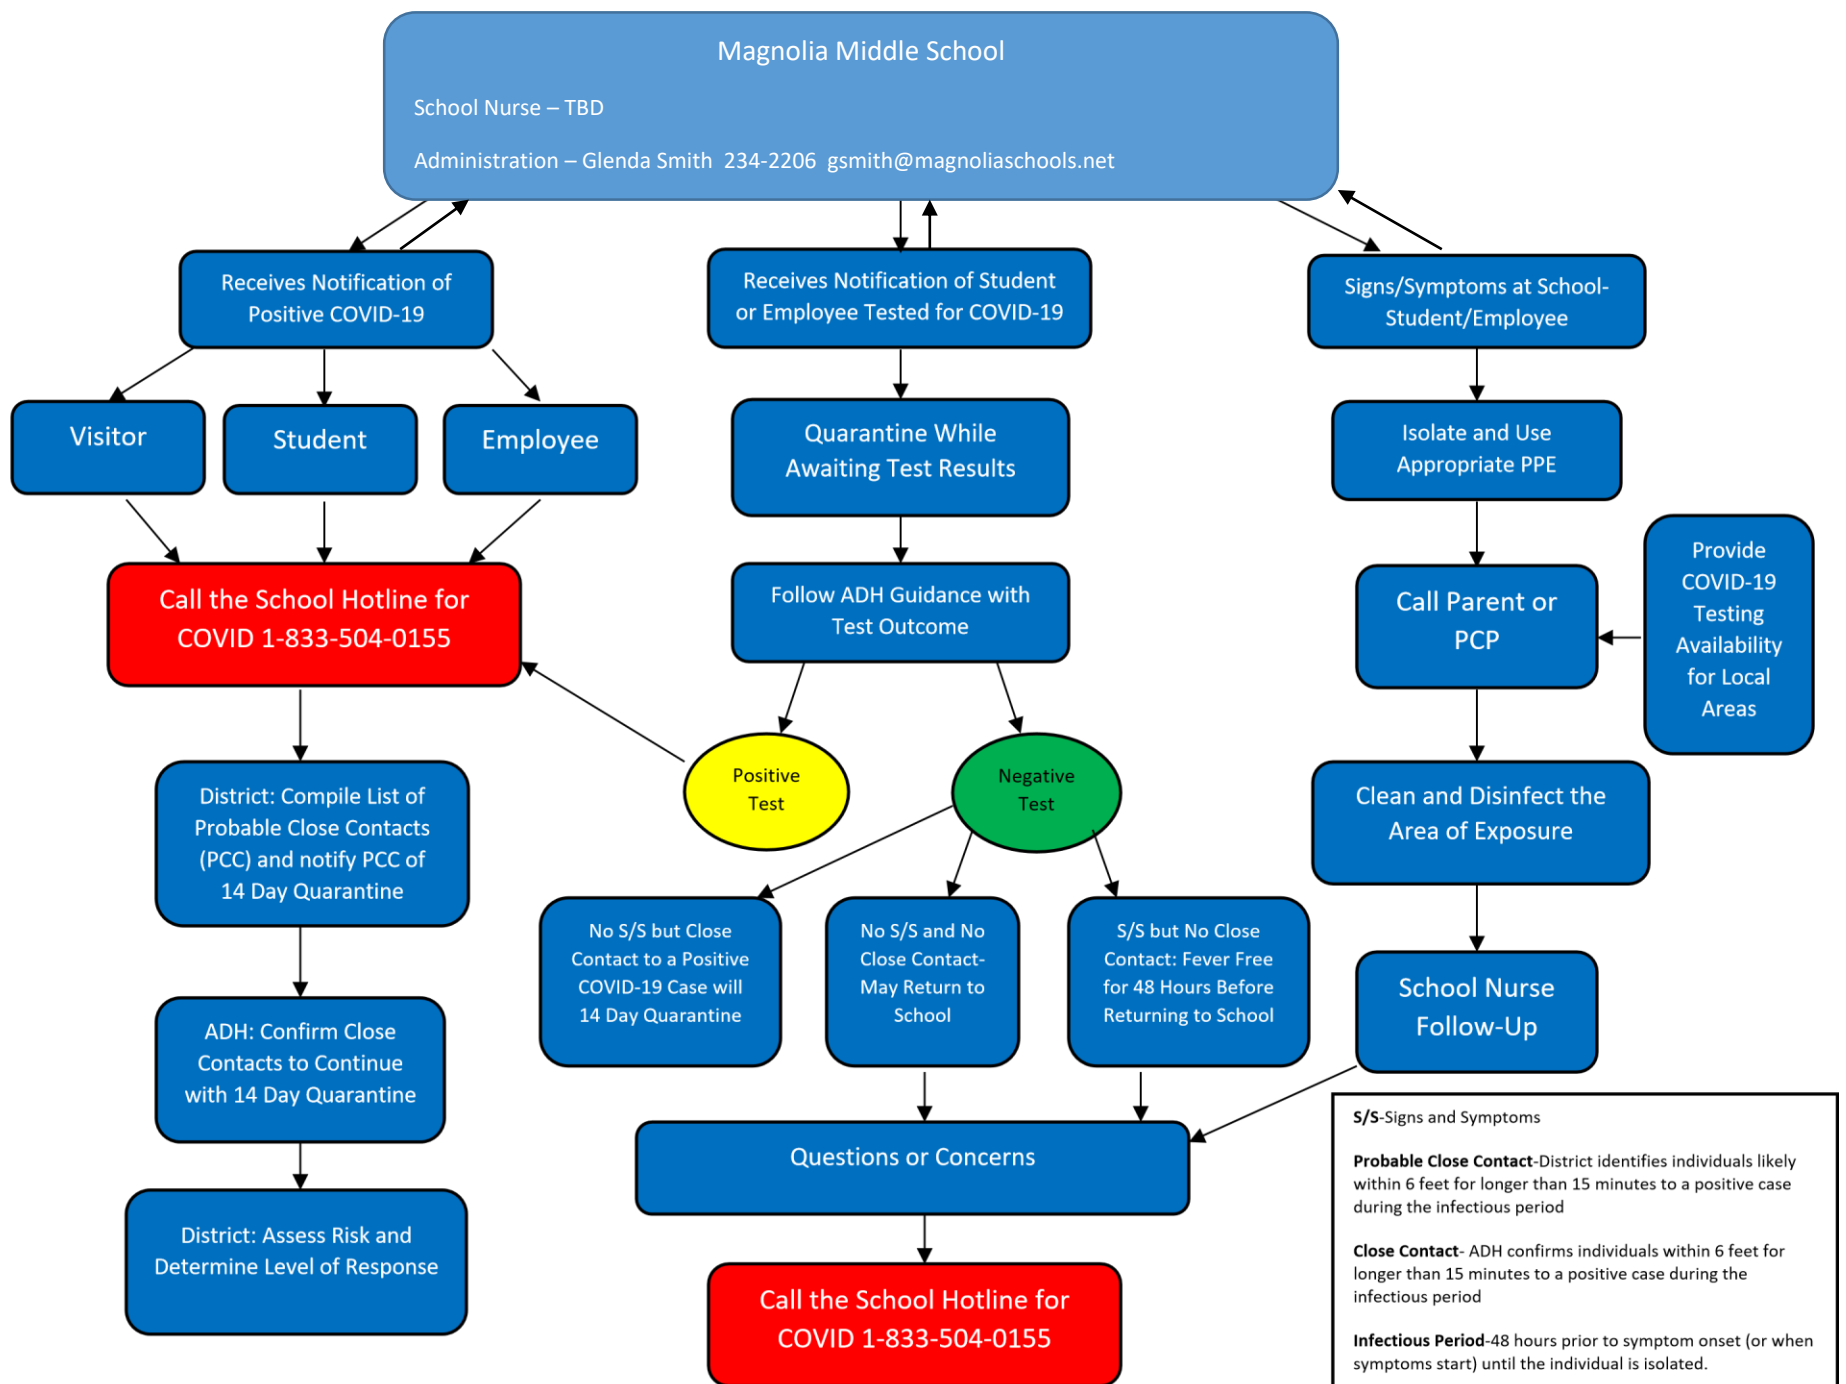 Magnolia Middle School
School Nurse – TBD
Administration – Glenda Smith  234-2206  gsmith@magnoliaschools.net
Receives Notification of
Positive COVID-19
Receives Notification of Student
or Employee Tested for COVID-19
Signs/Symptoms at School-
Student/Employee
Visitor
Student
Employee
Quarantine While
Awaiting Test Results
Isolate and Use
Appropriate PPE
Call the School Hotline for
COVID 1-833-504-0155
Follow ADH Guidance with
Test Outcome
Call Parent or
PCP
Provide
COVID-19
Testing
Availability
for Local
Areas
Positive
Test
Negative
Test
District: Compile List of
Probable Close Contacts
(PCC) and notify PCC of
14 Day Quarantine
Clean and Disinfect the
Area of Exposure
No S/S but Close
Contact to a Positive
COVID-19 Case will
14 Day Quarantine
No S/S and No
Close Contact-
May Return to
School
S/S but No Close
Contact: Fever Free
for 48 Hours Before
Returning to School
School Nurse
Follow-Up
ADH: Confirm Close
Contacts to Continue
with 14 Day Quarantine
Questions or Concerns
District: Assess Risk and
Determine Level of Response
Call the School Hotline for
COVID 1-833-504-0155
S/S-Signs and Symptoms
Probable Close Contact-District identifies individuals likely
within 6 feet for longer than 15 minutes to a positive case
during the infectious period
Close Contact- ADH confirms individuals within 6 feet for
longer than 15 minutes to a positive case during the
infectious period
Infectious Period-48 hours prior to symptom onset (or when
symptoms start) until the individual is isolated.